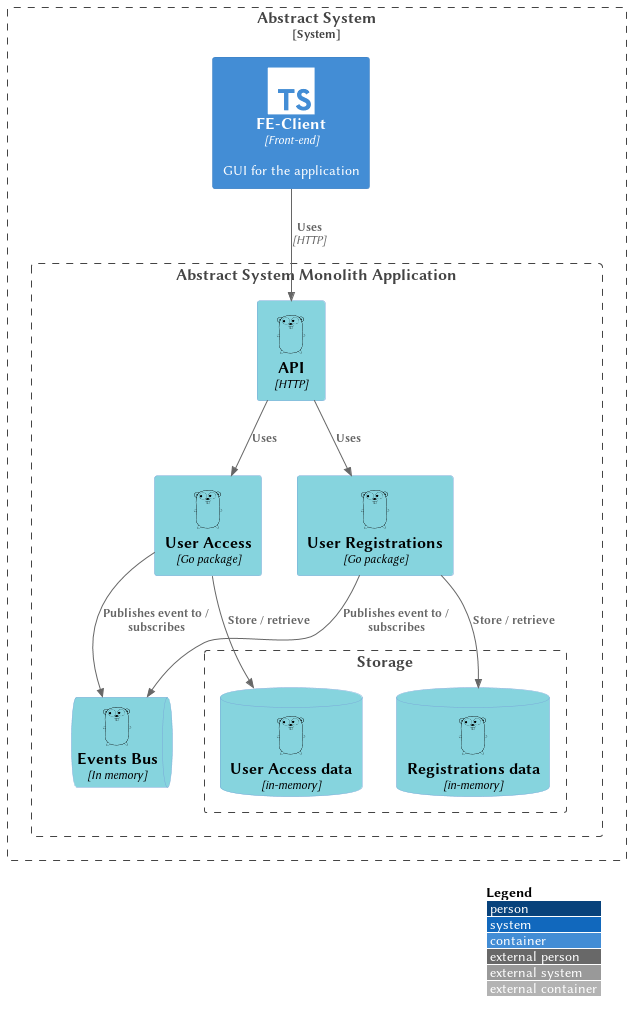 Abstract System
[System]
TS
FE-Client
[Front-end]
GUI for the application
Uses
[HTTP]
Abstract System Monolith Application
API
[HTTP]
Uses
Uses
User Access
[Go package]
User Registrations
[Go package]
Publishes event to /
subscribes
Store / retrieve
Publishes event to /
subscribes
Store / retrieve
Storage
Events Bus
[In memory]
User Access data
[in-memory]
Registrations data
[in-memory]
Legend
person
system
container
external person
external system
external container